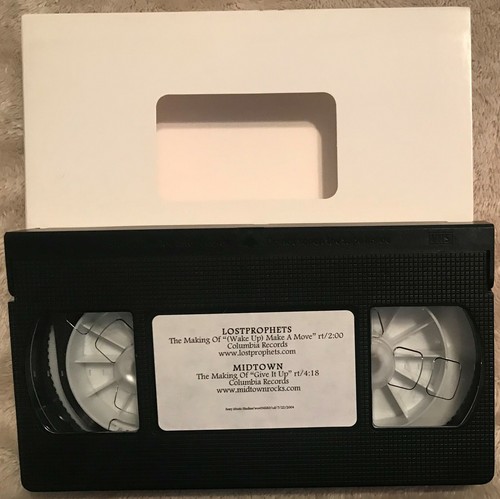 LOSTPROPHETS
The Making Of "(Wake Up) Make A Move" rt/2:00
Columbia Records
www.lostprophets.com
MIDTOWN
The Making Of "Give It Up" rt/4:18
Columbia Records
www.midtownrocks.com